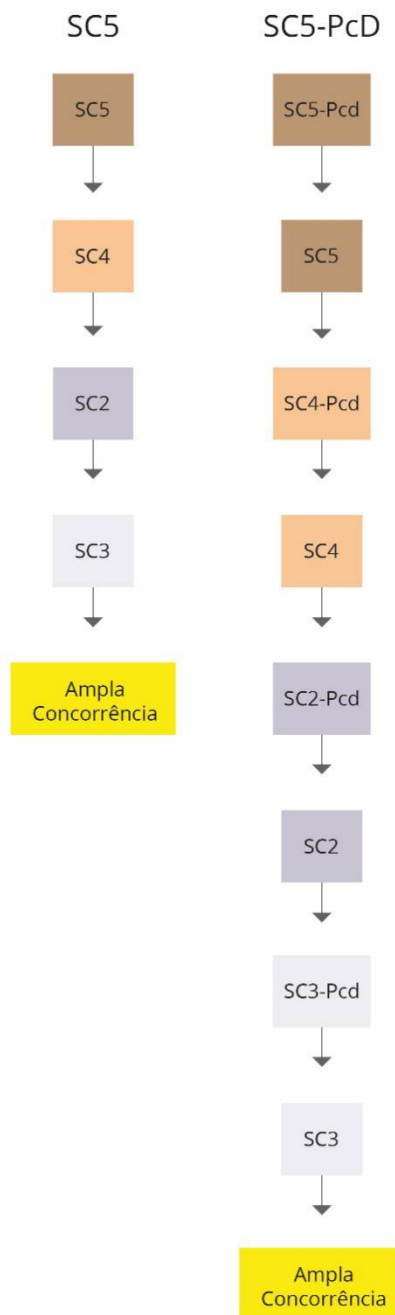 SC5
SC5
SC4
SC2
SC3
Ampla
Concorrência
SC5-PcD
SC5-Pcd
SC5
SC4-Pcd
SC4
SC2-Pcd
SC2
SC3-Pcd
SC3
Ampla
Concorrência